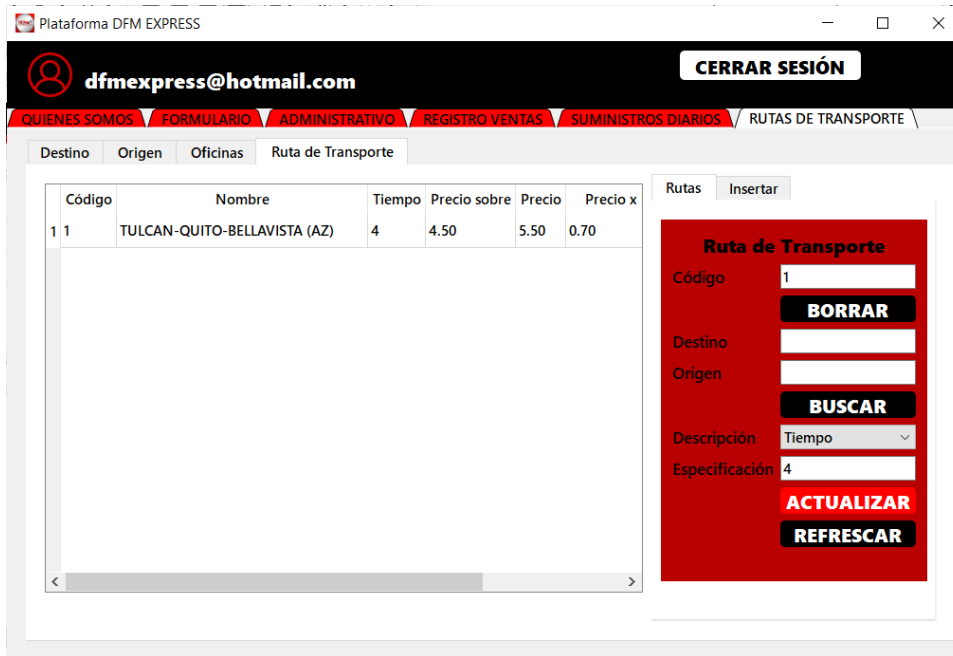 Plataforma DFM EXPRESS
dfmexpress@hotmail.com
CERRAR SESIÓN
QUIENES SOMOS FORMULARIO ADMINISTRATIVO REGISTRO VENTAS SUMINISTROS DIARIOS RUTAS DE TRANSPORTE
Destino Origen Oficinas Ruta de Transporte
Código Nombre Tiempo Precio sobre Precio Precio x
1 1 TULCAN-QUITO-BELLAVISTA (AZ) 4 4.50 5.50 0.70
Rutas Insertar
Ruta de Transporte
Código 1
BORRAR
Destino
Origen
BUSCAR
Descripción Tiempo
Especificación 4
ACTUALIZAR
REFRESCAR